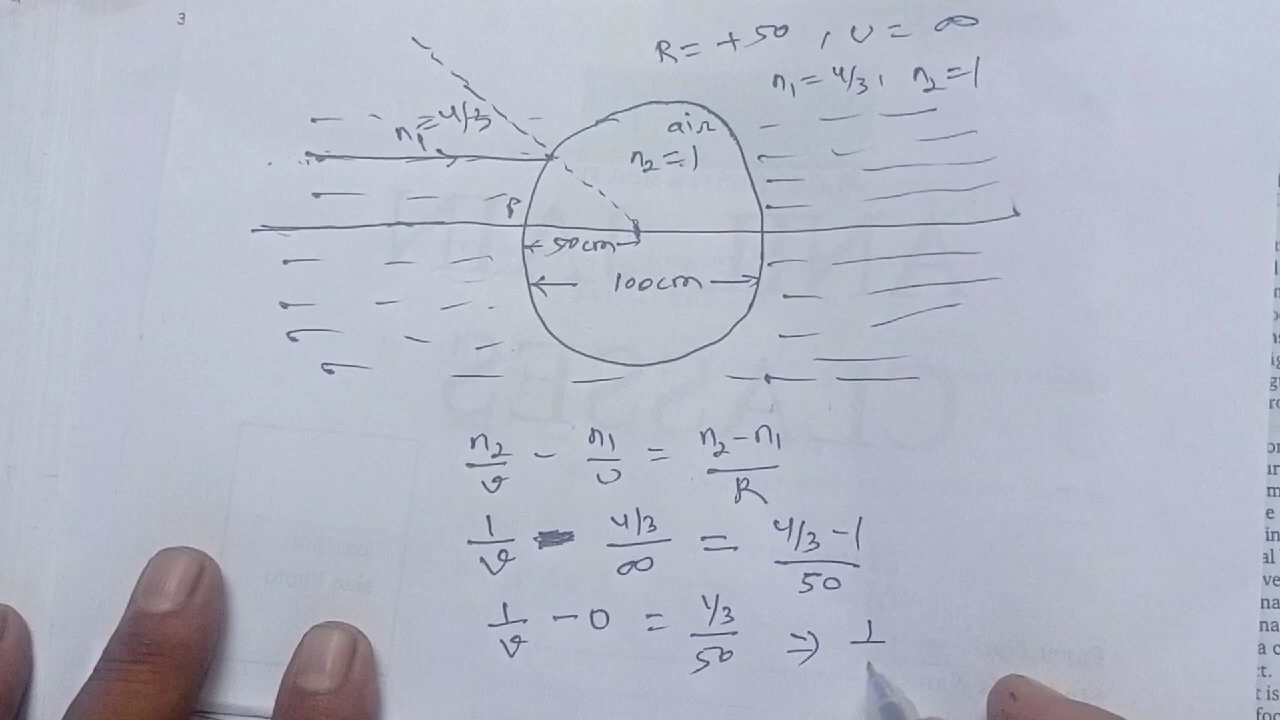 3
R = +50 , u = ∞
n₁ = 4/3, n₂ = 1
n₁ = 4/3
air
n₂ = 1
P
50cm
100cm
n₂/v - n₁/u = n₂-n₁/R
1/v - 4/3/∞ = 4/3-1/50
1/v - 0 = 1/3/50 ⇒ 1